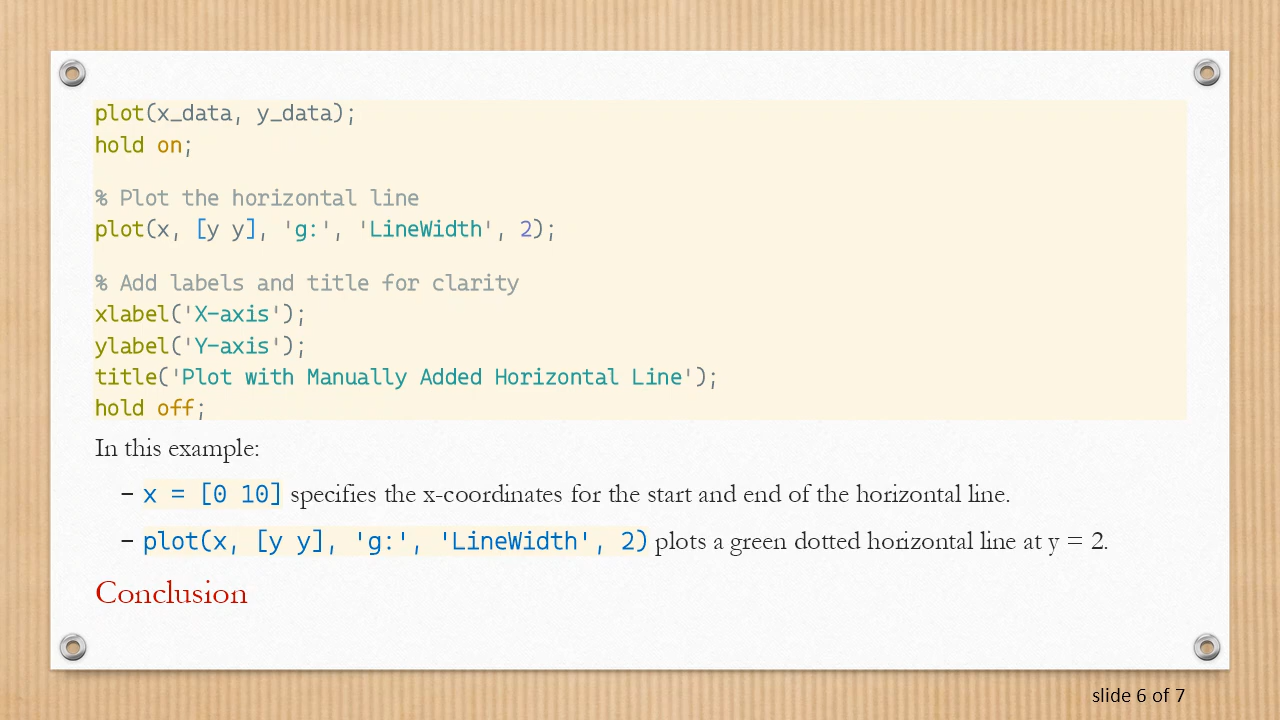 plot(x_data, y_data);
hold on;
% Plot the horizontal line
plot(x, [y y], 'g:', 'LineWidth', 2);
% Add labels and title for clarity
xlabel('X-axis');
ylabel('Y-axis');
title('Plot with Manually Added Horizontal Line');
hold off;
In this example:
– x = [0 10] specifies the x-coordinates for the start and end of the horizontal line.
– plot(x, [y y], 'g:', 'LineWidth', 2) plots a green dotted horizontal line at y = 2.
Conclusion
slide 6 of 7